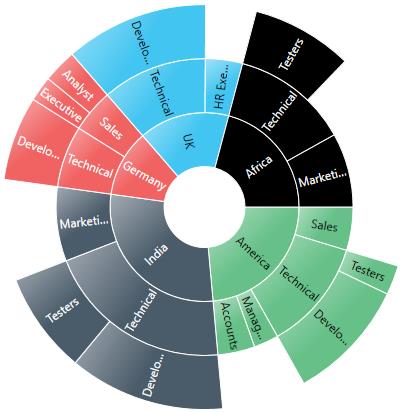 Develo...
Technical
HR Exe...
UK
Testers
Technical
Africa
Marketi...
Analyst
Executive
Develo...
Sales
Technical
Germany
Marketi...
India
Technical
Testers
Develo...
America
Sales
Technical
Testers
Develo...
Manag...
Accounts